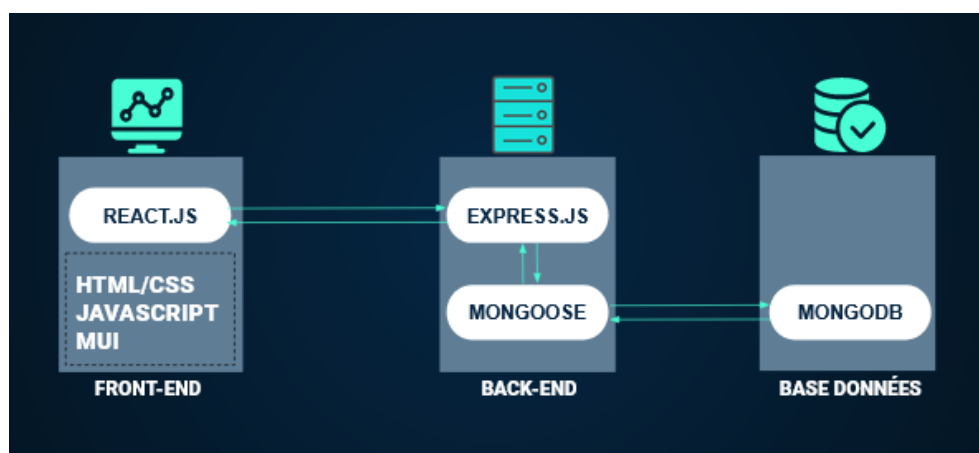 REACT.JS
HTML/CSS
JAVASCRIPT
MUI
FRONT-END
EXPRESS.JS
MONGOOSE
BACK-END
MONGODB
BASE DONNÉES